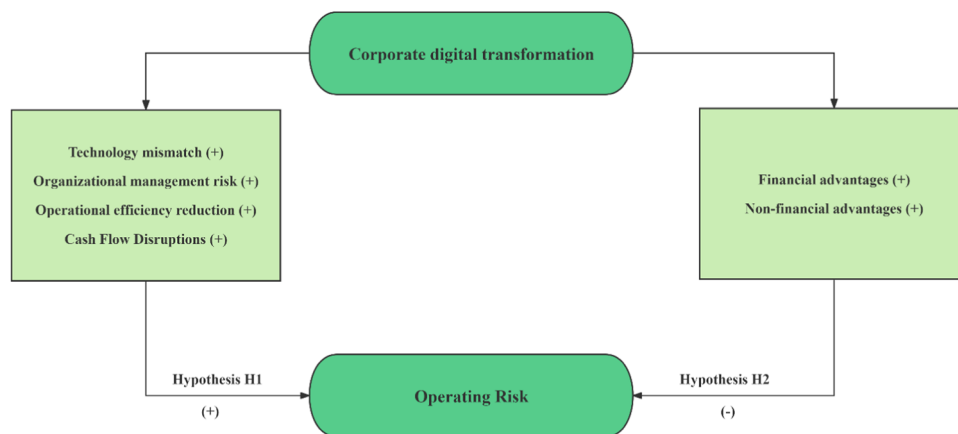 Corporate digital transformation
Technology mismatch (+)
Organizational management risk (+)
Operational efficiency reduction (+)
Cash Flow Disruptions (+)
Financial advantages (+)
Non-financial advantages (+)
Hypothesis H1
(+)
Operating Risk
Hypothesis H2
(-)